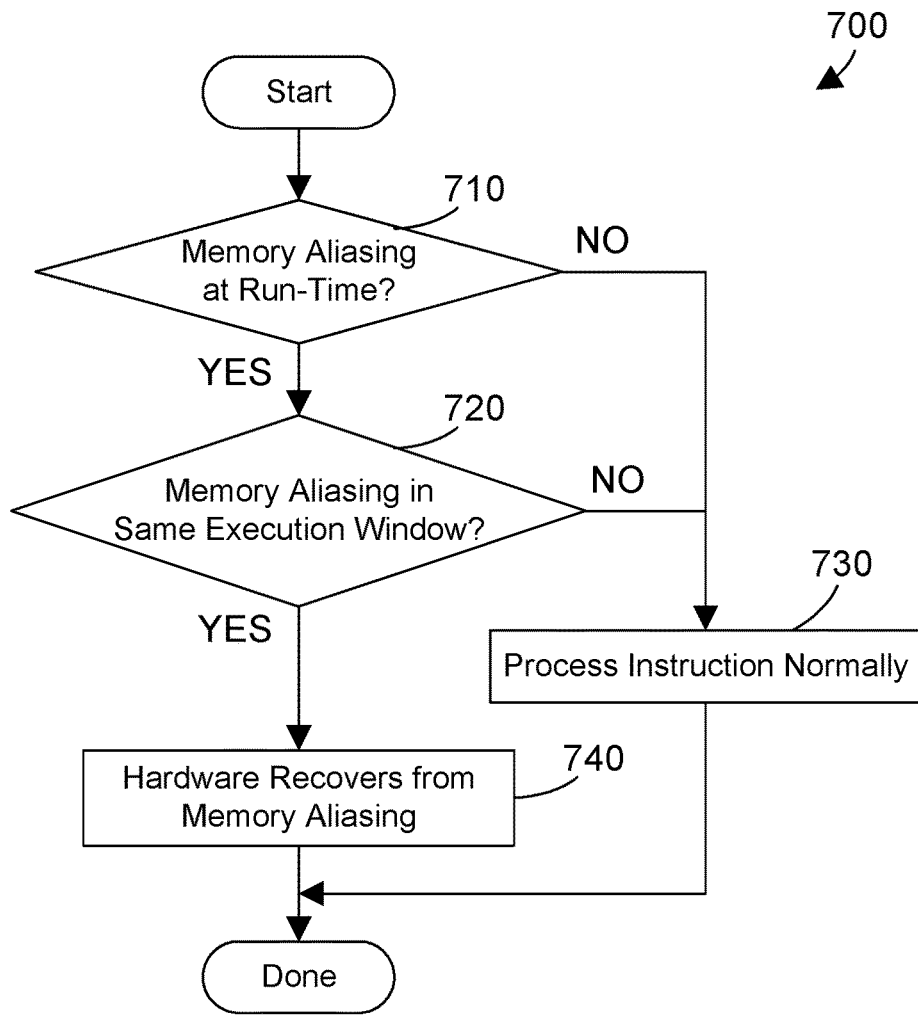 700
Start
710
Memory Aliasing
at Run-Time?
NO
YES
720
Memory Aliasing in
Same Execution Window?
NO
YES
730
Process Instruction Normally
740
Hardware Recovers from
Memory Aliasing
Done